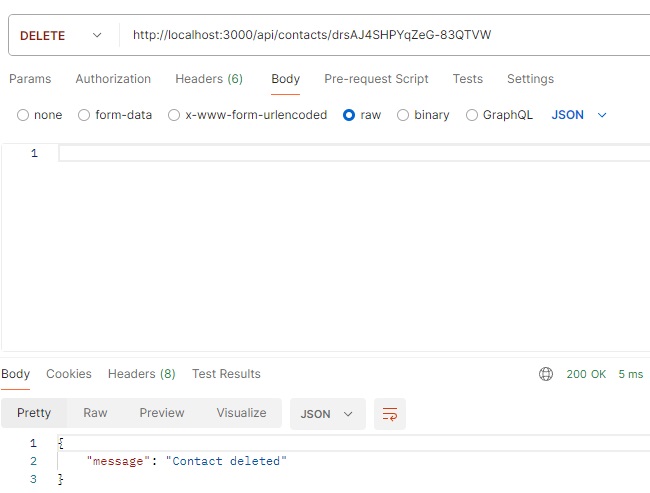 DELETE http://localhost:3000/api/contacts/drsAJ4SHPYqZeG-83QTVW
Params Authorization Headers (6) Body Pre-request Script Tests Settings
none form-data x-www-form-urlencoded raw binary GraphQL JSON
1
Body Cookies Headers (8) Test Results 200 OK 5 ms
Pretty Raw Preview Visualize JSON
1 {
2 "message": "Contact deleted"
3 }